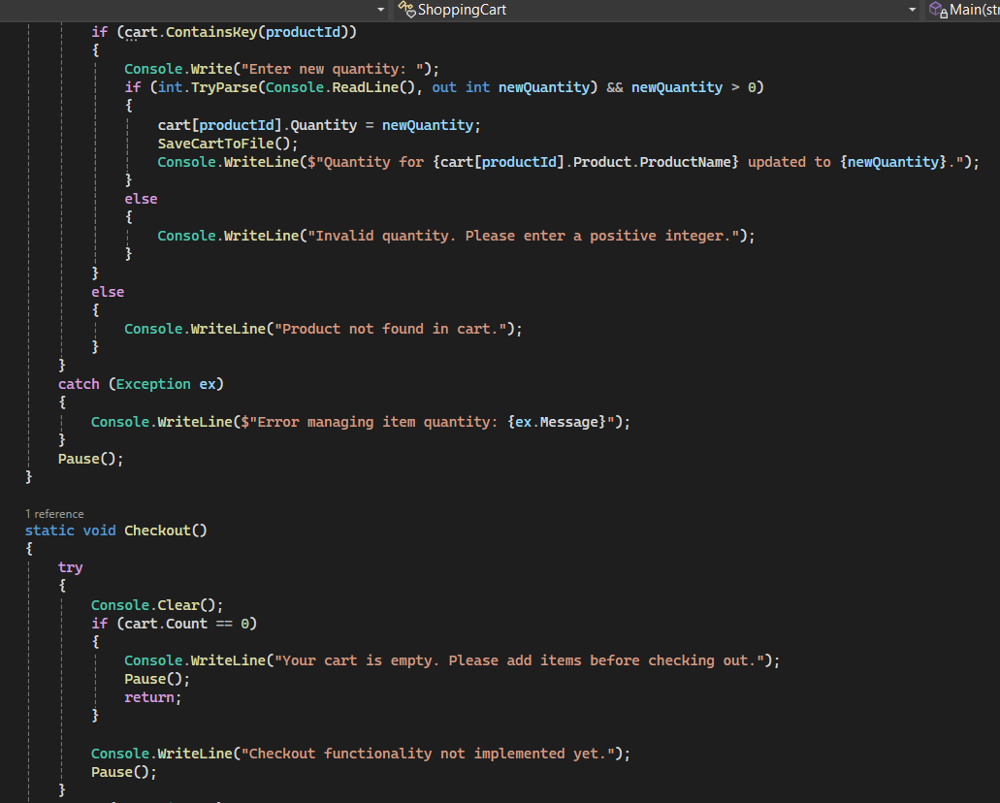 ShoppingCart
Main(str
if (cart.ContainsKey(productId))
{
Console.Write("Enter new quantity: ");
if (int.TryParse(Console.ReadLine(), out int newQuantity) && newQuantity > 0)
{
cart[productId].Quantity = newQuantity;
SaveCartToFile();
Console.WriteLine($"Quantity for {cart[productId].Product.ProductName} updated to {newQuantity}.");
}
else
{
Console.WriteLine("Invalid quantity. Please enter a positive integer.");
}
}
else
{
Console.WriteLine("Product not found in cart.");
}
}
catch (Exception ex)
{
Console.WriteLine($"Error managing item quantity: {ex.Message}");
}
Pause();
}
1 reference
static void Checkout()
{
try
{
Console.Clear();
if (cart.Count == 0)
{
Console.WriteLine("Your cart is empty. Please add items before checking out.");
Pause();
return;
}
Console.WriteLine("Checkout functionality not implemented yet.");
Pause();
}